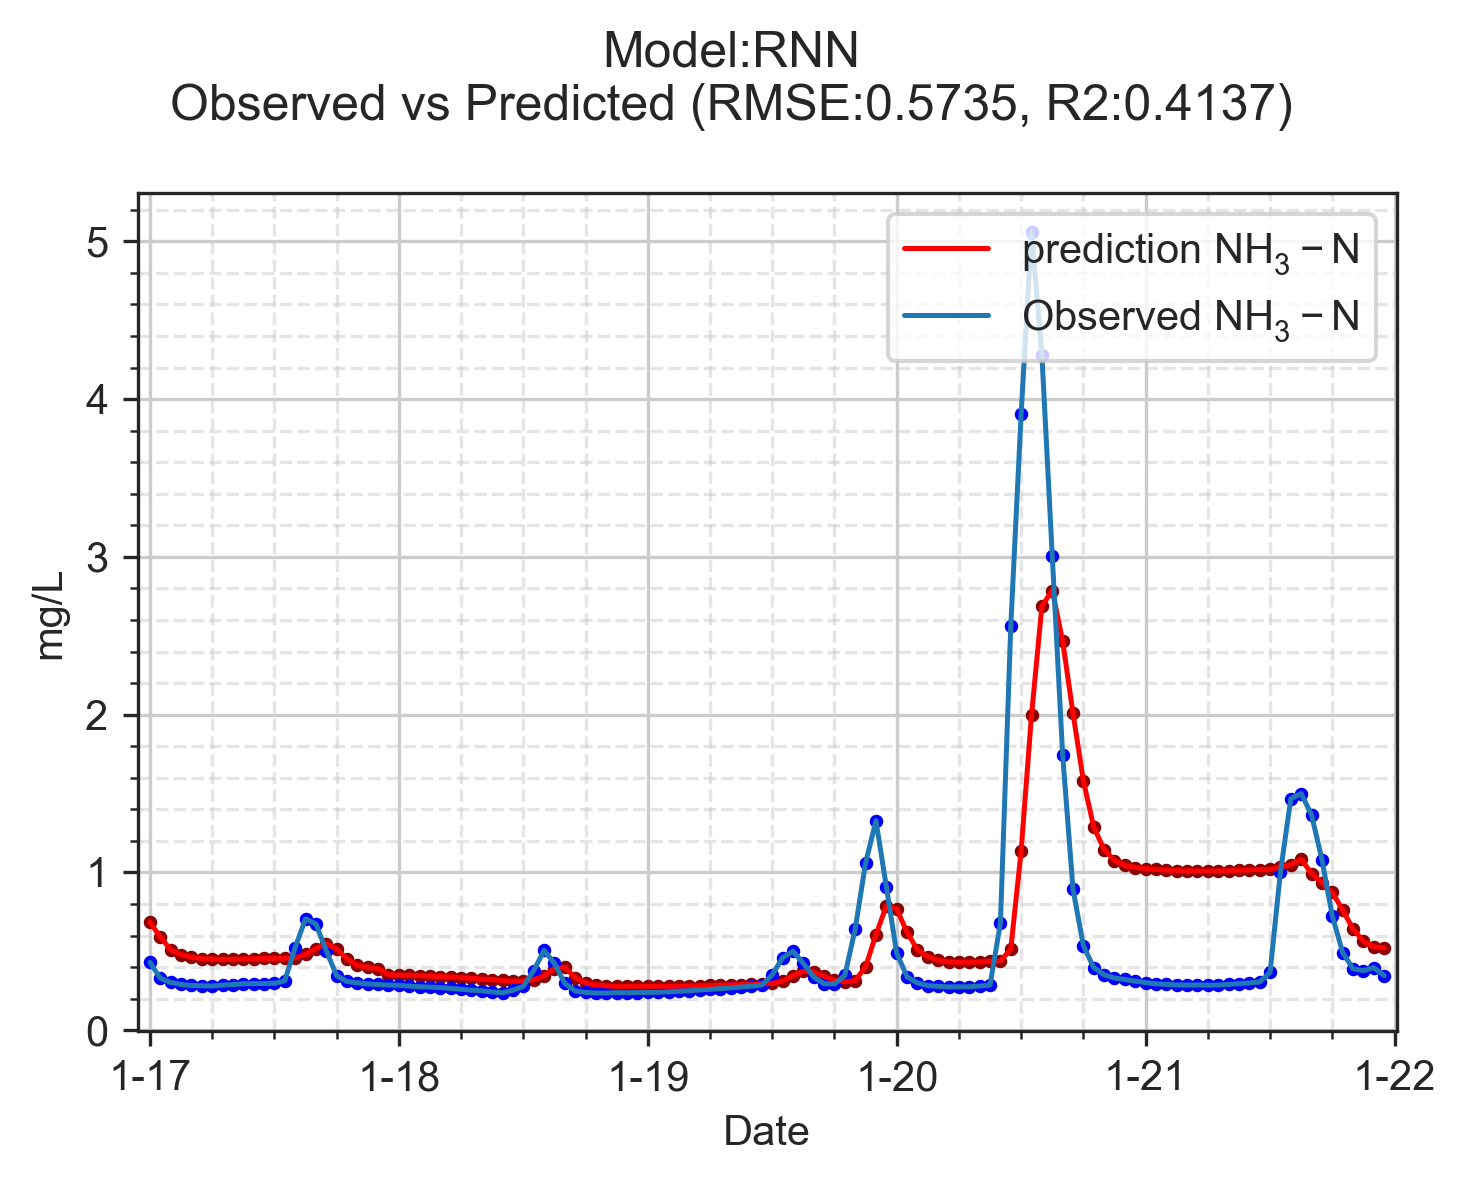 Model:RNN
Observed vs Predicted (RMSE:0.5735, R2:0.4137)
prediction NH₃ − N
Observed NH₃ − N
5
4
3
2
1
0
mg/L
1-17 1-18 1-19 1-20 1-21 1-22
Date